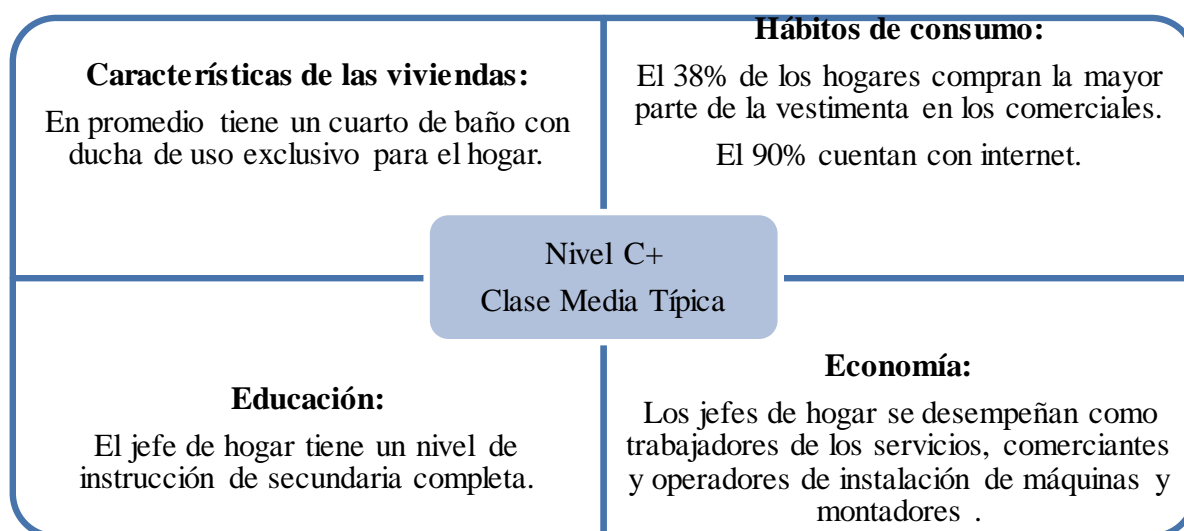 Características de las viviendas:
En promedio tiene un cuarto de baño con
ducha de uso exclusivo para el hogar.
Hábitos de consumo:
El 38% de los hogares compran la mayor
parte de la vestimenta en los comerciales.
El 90% cuentan con internet.
Nivel C+
Clase Media Típica
Educación:
El jefe de hogar tiene un nivel de
instrucción de secundaria completa.
Economía:
Los jefes de hogar se desempeñan como
trabajadores de los servicios, comerciantes
y operadores de instalación de máquinas y
montadores .